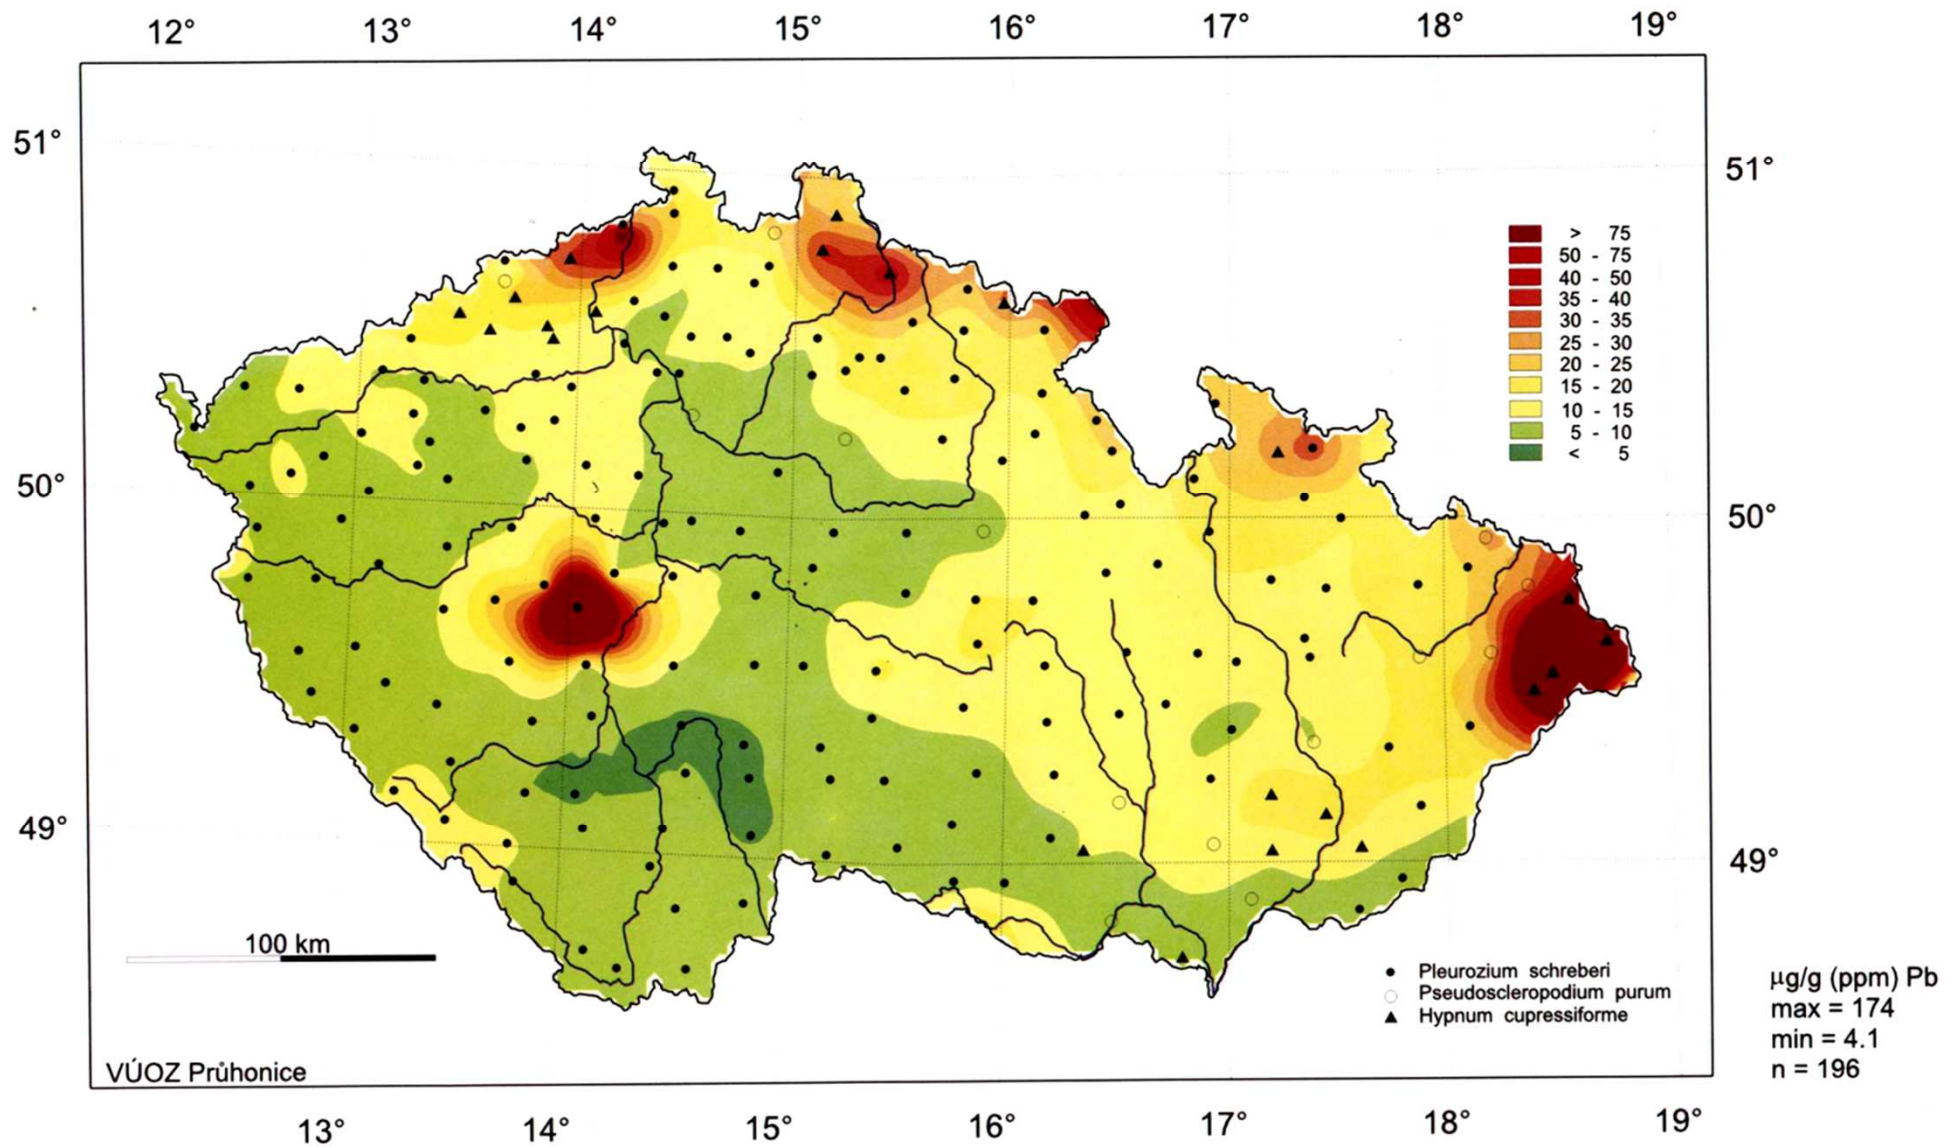 12° 13° 14° 15° 16° 17° 18° 19°
51° 51°
> 75
50 - 75
40 - 50
35 - 40
30 - 35
25 - 30
20 - 25
15 - 20
10 - 15
5 - 10
< 5
50° 50°
49° 49°
100 km
Pleurozium schreberi
Pseudoscleropodium purum
Hypnum cupressiforme
µg/g (ppm) Pb
max = 174
min = 4.1
n = 196
VÚOZ Průhonice
13° 14° 15° 16° 17° 18° 19°